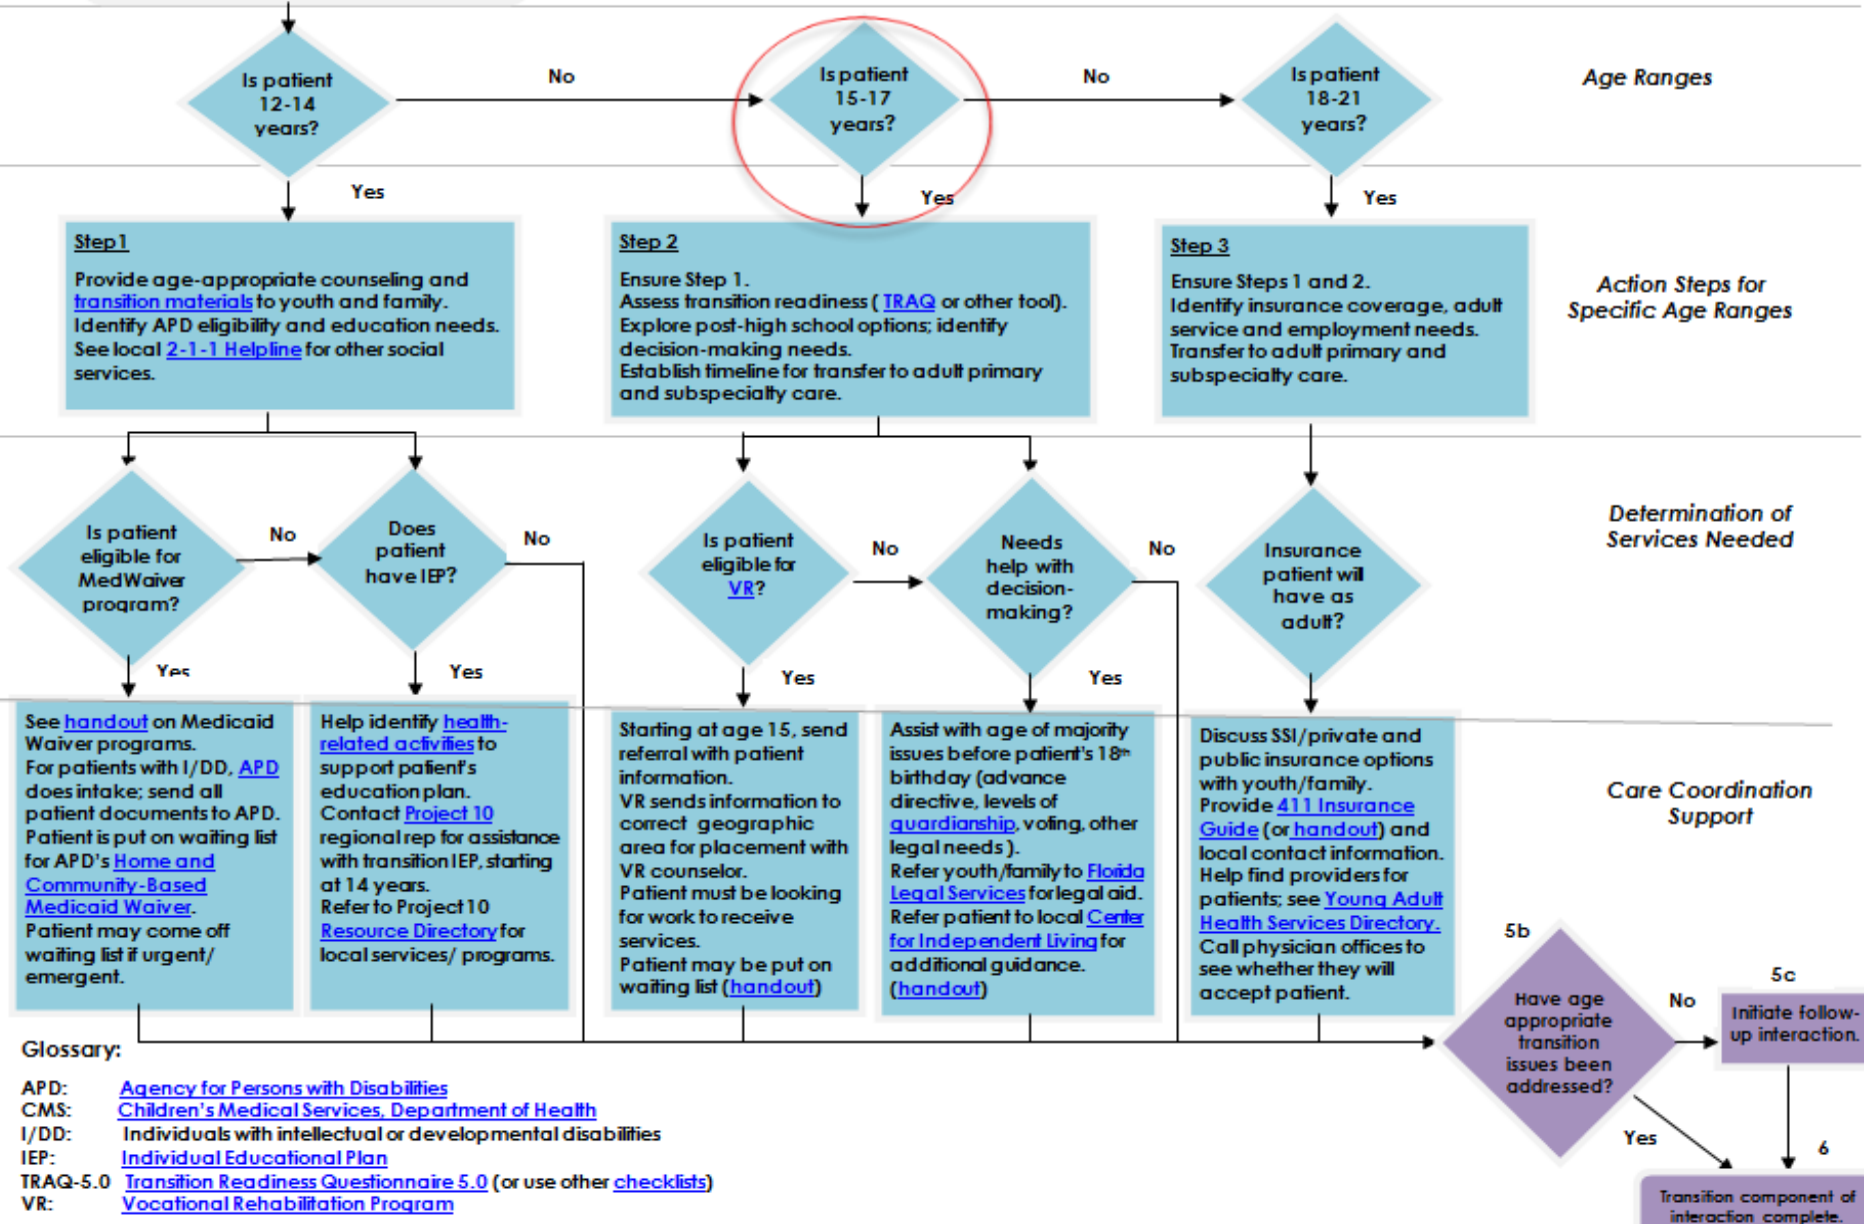 Is patient
12-14
years?
No
Is patient
15-17
years?
No
Is patient
18-21
years?
Age Ranges
Yes
Yes
Yes
Step1
Provide age-appropriate counseling and
transition materials to youth and family.
Identify APD eligibility and education needs.
See local 2-1-1 Helpline for other social
services.
Step 2
Ensure Step 1.
Assess transition readiness ( TRAQ or other tool).
Explore post-high school options; identify
decision-making needs.
Establish timeline for transfer to adult primary
and subspecialty care.
Step 3
Ensure Steps 1 and 2.
Identify insurance coverage, adult
service and employment needs.
Transfer to adult primary and
subspecialty care.
Action Steps for
Specific Age Ranges
Is patient
eligible for
MedWaiver
program?
No
Does
patient
have IEP?
No
Is patient
eligible for
VR?
No
Needs
help with
decision-
making?
No
Insurance
patient will
have as
adult?
Determination of
Services Needed
Yes
Yes
Yes
Yes
See handout on Medicaid
Waiver programs.
For patients with I/DD, APD
does intake; send all
patient documents to APD.
Patient is put on waiting list
for APD's Home and
Community-Based
Medicaid Waiver.
Patient may come off
waiting list if urgent/
emergent.
Help identify health-
related activities to
support patient's
education plan.
Contact Project 10
regional rep for assistance
with transition IEP, starting
at 14 years.
Refer to Project 10
Resource Directory for
local services/ programs.
Starting at age 15, send
referral with patient
information.
VR sends information to
correct geographic
area for placement with
VR counselor.
Patient must be looking
for work to receive
services.
Patient may be put on
waiting list (handout)
Assist with age of majority
issues before patient's 18th
birthday (advance
directive, levels of
guardianship, voting, other
legal needs ).
Refer youth/family to Florida
Legal Services for legal aid.
Refer patient to local Center
for Independent Living for
additional guidance.
(handout)
Discuss SSI/private and
public insurance options
with youth/family.
Provide 411 Insurance
Guide (or handout) and
local contact information.
Help find providers for
patients; see Young Adult
Health Services Directory.
Call physician offices to
see whether they will
accept patient.
Care Coordination
Support
5b
Have age
appropriate
transition
issues been
addressed?
No
5c
Initiate follow-
up interaction.
Yes
6
Transition component of
interaction complete.
Glossary:
APD: Agency for Persons with Disabilities
CMS: Children's Medical Services, Department of Health
I/DD: Individuals with intellectual or developmental disabilities
IEP: Individual Educational Plan
TRAQ-5.0 Transition Readiness Questionnaire 5.0 (or use other checklists)
VR: Vocational Rehabilitation Program